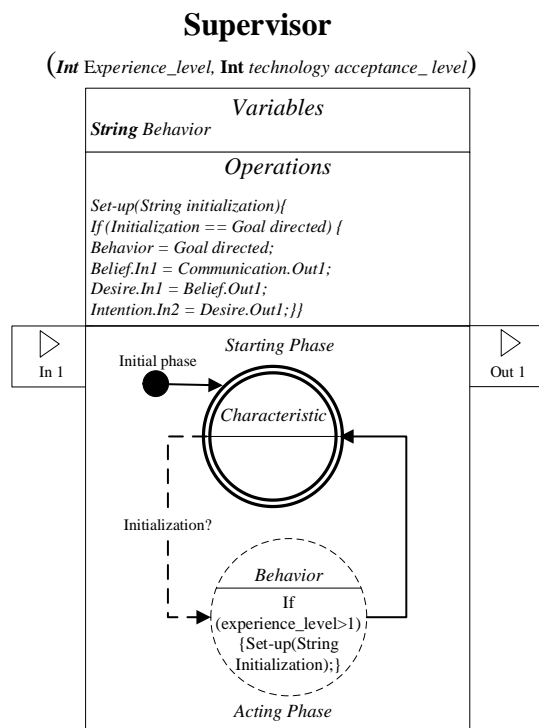 Supervisor
(Int Experience_level, Int technology acceptance_ level)
Variables
String Behavior
Operations
Set-up(String initialization){
If (Initialization == Goal directed) {
Behavior = Goal directed;
Belief.In1 = Communication.Out1;
Desire.In1 = Belief.Out1;
Intention.In2 = Desire.Out1;}}
In 1
Out 1
Starting Phase
Initial phase
Characteristic
Initialization?
Behavior
If
(experience_level>1)
{Set-up(String
Initialization);}
Acting Phase